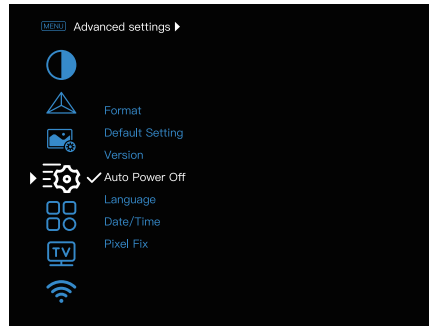 MENU Advanced settings
Format
Default Setting
Version
Auto Power Off
Language
Date/Time
TV
Pixel Fix